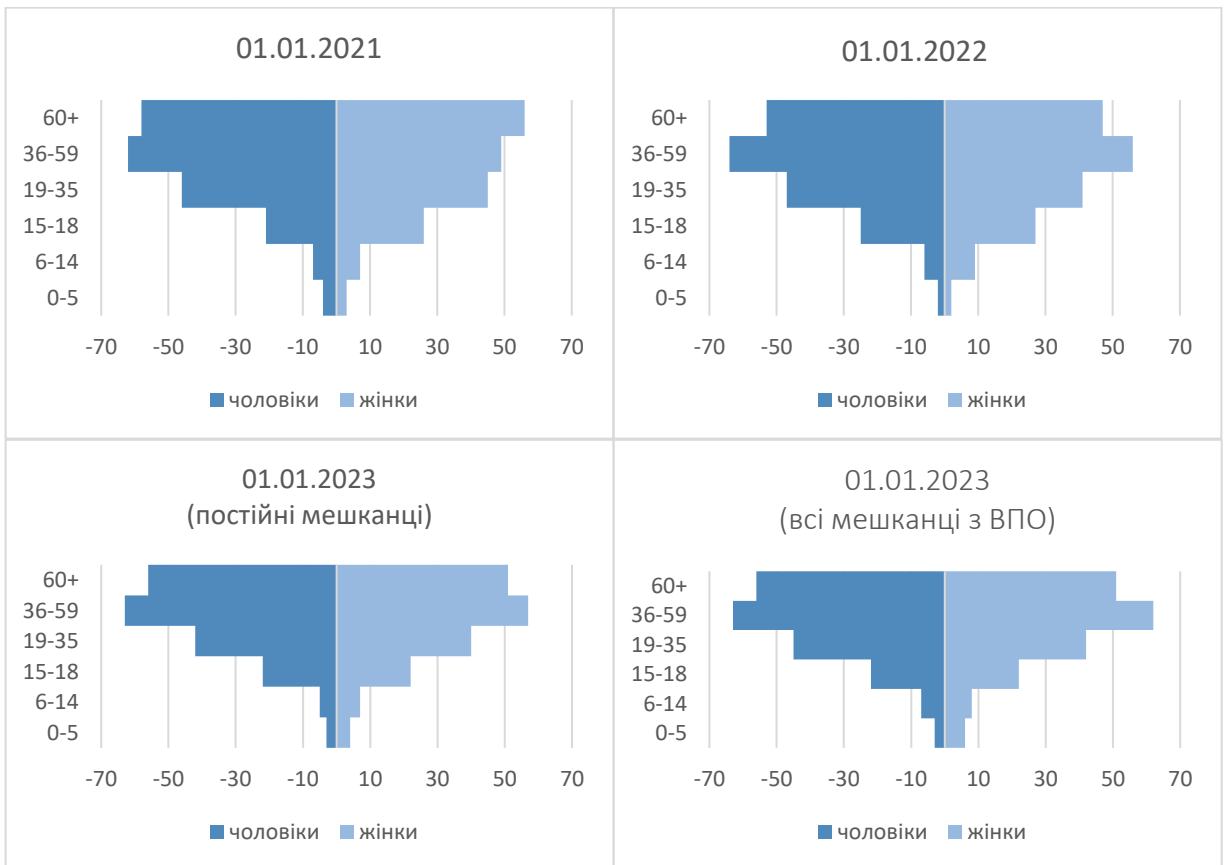 01.01.2021
60+
36-59
19-35
15-18
6-14
0-5
-70 -50 -30 -10 10 30 50 70
чоловіки жінки
01.01.2022
60+
36-59
19-35
15-18
6-14
0-5
-70 -50 -30 -10 10 30 50 70
чоловіки жінки
01.01.2023
(постійні мешканці)
60+
36-59
19-35
15-18
6-14
0-5
-70 -50 -30 -10 10 30 50 70
чоловіки жінки
01.01.2023
(всі мешканці з ВПО)
60+
36-59
19-35
15-18
6-14
0-5
-70 -50 -30 -10 10 30 50 70
чоловіки жінки